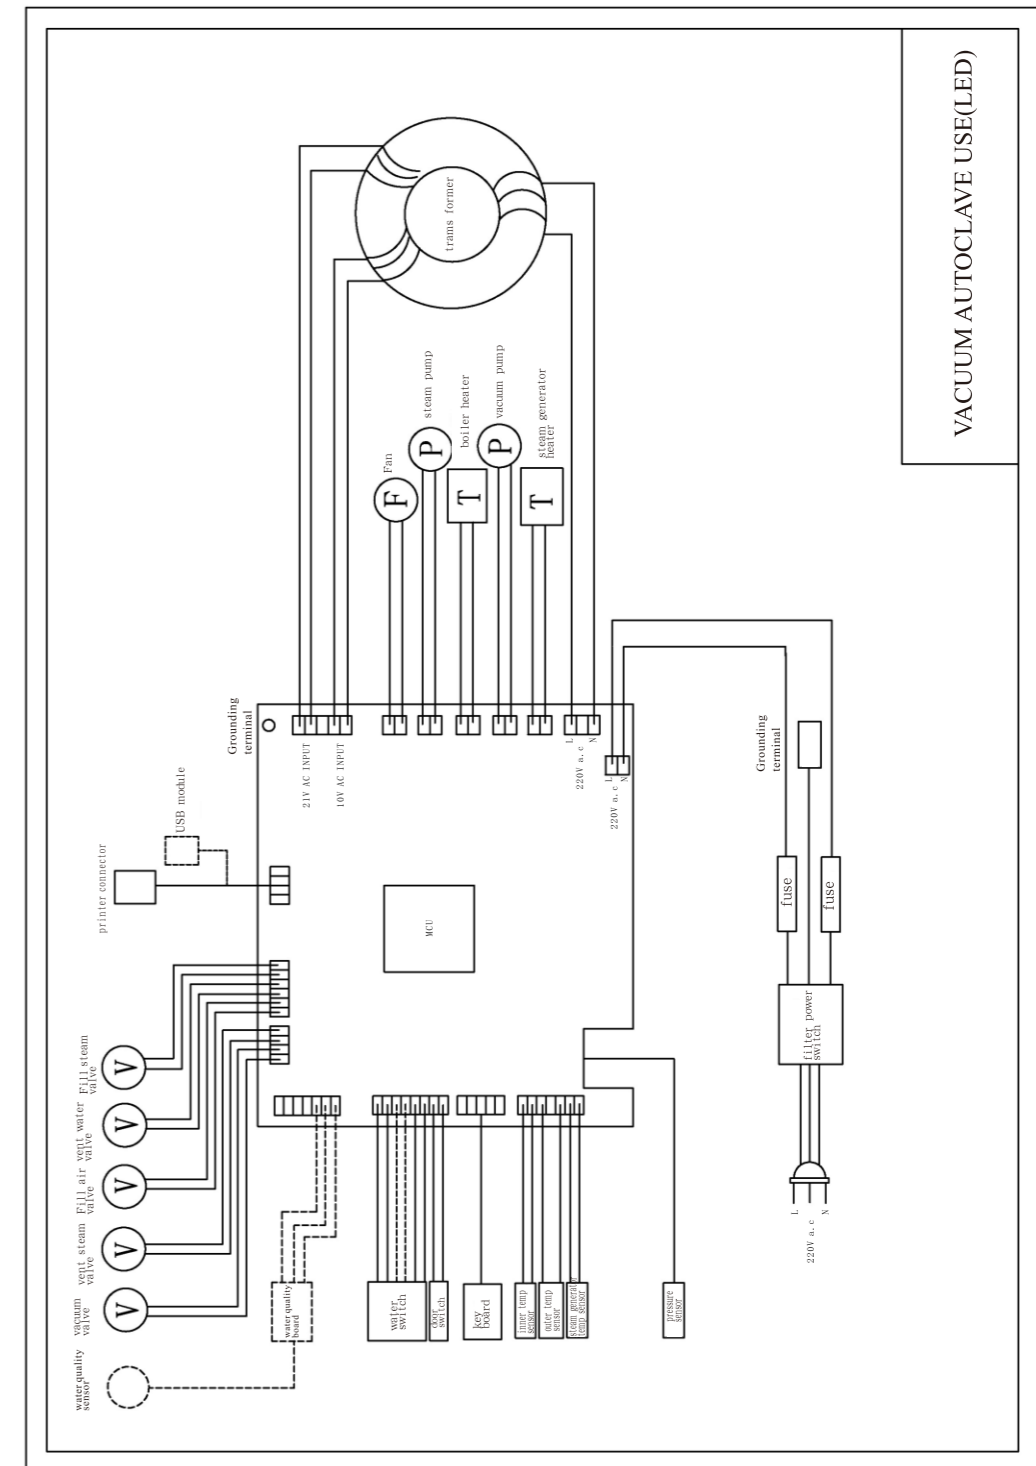 VACUUM AUTOCLAVE USE(LED)
trams former
steam pump
P
boiler heater
T
vacuum pump
P
steam generator
heater
T
Fan
F
Grounding
terminal
21V AC INPUT
10V AC INPUT
L
N
220V a.c
L
N
220V a.c
Grounding
terminal
USB module
printer connector
MCU
fuse
fuse
filter power
switch
L
N
220V a.c
Fill steam
valve
V
vent water
valve
V
Fill air
valve
V
vent steam
valve
V
vacuum
valve
V
water quality
sensor
water quality
board
water
switch
door
switch
key
board
inner temp
sensor
outer temp
sensor
steam generator
temp sensor
pressure
sensor